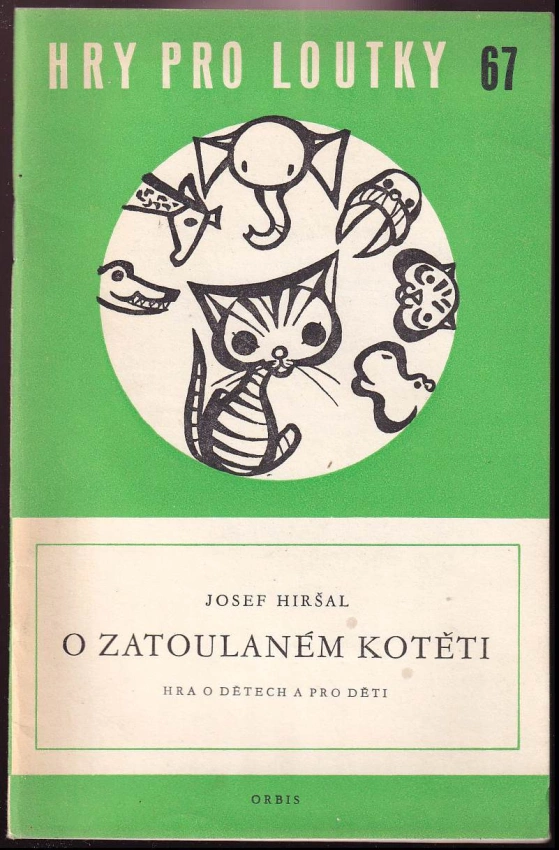 HRY PRO LOUTKY 67
JOSEF HIRŠAL
O ZATOULANÉM KOTĚTI
HRA O DĚTECH A PRO DĚTI
ORBIS